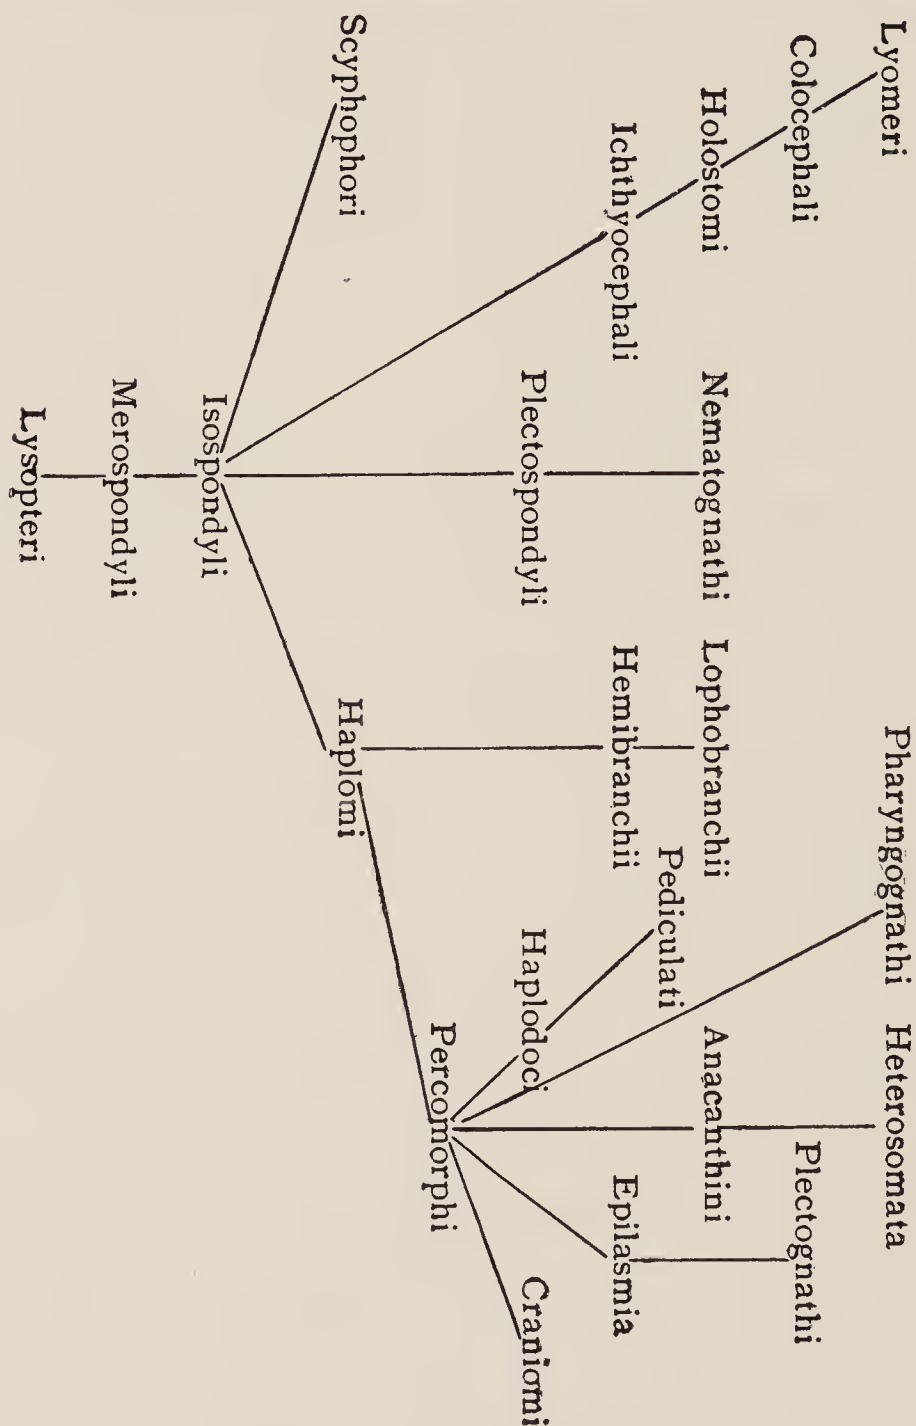 Lyomeri Pharyngognathi Heterosomata
Colocephali Plectognathi
Holostomi Nematognathi Lophobranchii Anacanthini
Pediculati
Ichthyocephali Hemibranchii Epilasmia
Plectospondyli Haplodoci Craniomi
Percomorphi
Scyphophori Haplomi
Isospondyli
Merospondyli
Lysopteri